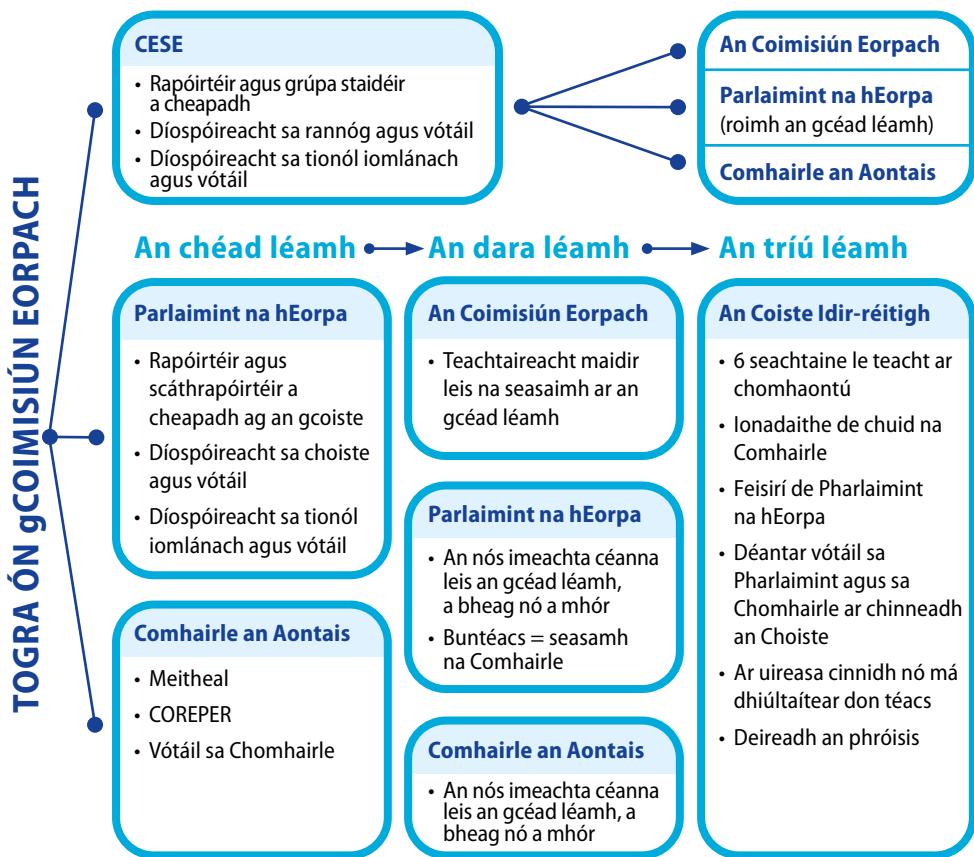 TOGRA ÓN gCOIMISIÚN EORPACH
CESE
• Rapóirtéir agus grúpa staidéir
a cheapadh
• Díospóireacht sa rannóg agus vótáil
• Díospóireacht sa tionól iomlánach
agus vótáil
An Coimisiún Eorpach
Parlaimint na hEorpa
(roimh an gcéad léamh)
Comhairle an Aontais
An chéad léamh
An dara léamh
An tríú léamh
Parlaimint na hEorpa
• Rapóirtéir agus
scáthrapóirtéir a
cheapadh ag an gcoiste
• Díospóireacht sa choiste
agus vótáil
• Díospóireacht sa tionól
iomlánach agus vótáil
Comhairle an Aontais
• Meitheal
• COREPER
• Vótáil sa Chomhairle
An Coimisiún Eorpach
• Teachtaireacht maidir
leis na seasaimh ar an
gcéad léamh
Parlaimint na hEorpa
• An nós imeachta céanna
leis an gcéad léamh,
a bheag nó a mhór
• Buntéacs = seasamh
na Comhairle
Comhairle an Aontais
• An nós imeachta céanna
leis an gcéad léamh, a
bheag nó a mhór
An Coiste Idir-réitigh
• 6 seachtaine le teacht ar
chomhaontú
• Ionadaithe de chuid na
Comhairle
• Feisirí de Pharlaimint
na hEorpa
• Déantar vótáil sa
Pharlaimint agus sa
Chomhairle ar chinneadh
an Choiste
• Ar uireasa cinnidh nó má
dhiúltaítear don téacs
• Deireadh an phróisis